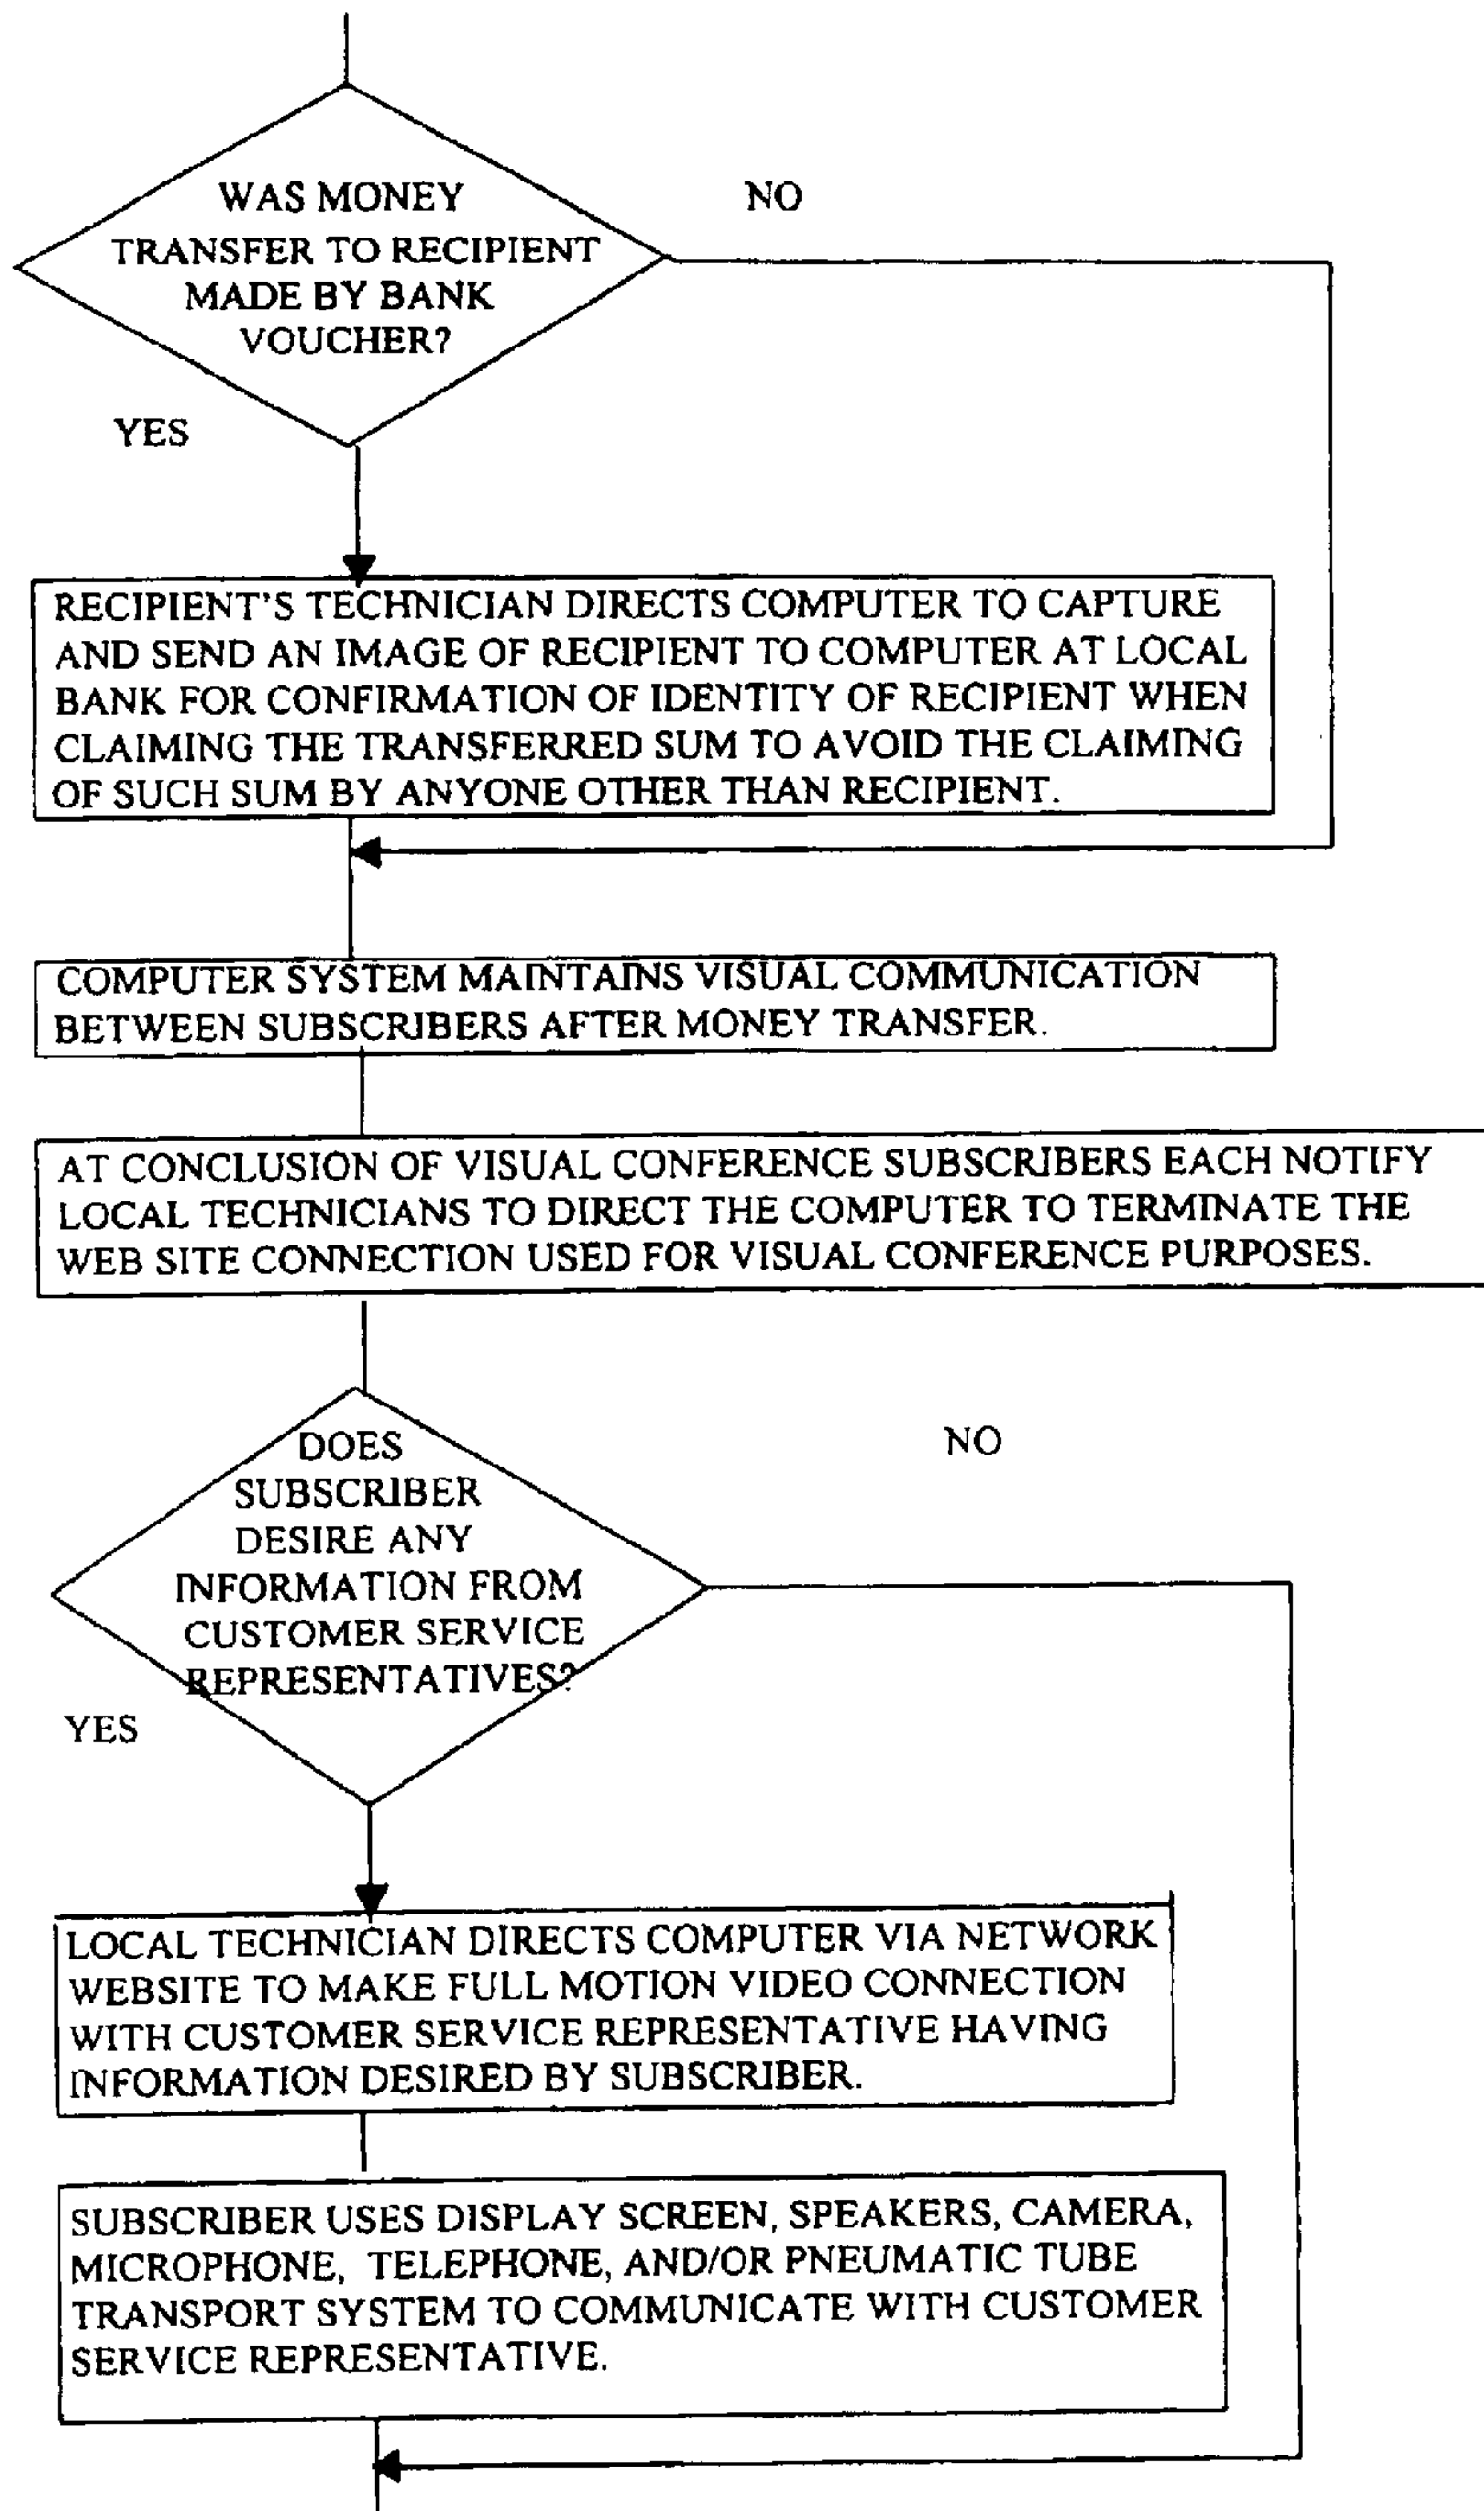 WAS MONEY
TRANSFER TO RECIPIENT
MADE BY BANK
VOUCHER?
NO
YES
RECIPIENT'S TECHNICIAN DIRECTS COMPUTER TO CAPTURE
AND SEND AN IMAGE OF RECIPIENT TO COMPUTER AT LOCAL
BANK FOR CONFIRMATION OF IDENTITY OF RECIPIENT WHEN
CLAIMING THE TRANSFERRED SUM TO AVOID THE CLAIMING
OF SUCH SUM BY ANYONE OTHER THAN RECIPIENT.
COMPUTER SYSTEM MAINTAINS VISUAL COMMUNICATION
BETWEEN SUBSCRIBERS AFTER MONEY TRANSFER.
AT CONCLUSION OF VISUAL CONFERENCE SUBSCRIBERS EACH NOTIFY
LOCAL TECHNICIANS TO DIRECT THE COMPUTER TO TERMINATE THE
WEB SITE CONNECTION USED FOR VISUAL CONFERENCE PURPOSES.
DOES
SUBSCRIBER
DESIRE ANY
INFORMATION FROM
CUSTOMER SERVICE
REPRESENTATIVES?
NO
YES
LOCAL TECHNICIAN DIRECTS COMPUTER VIA NETWORK
WEBSITE TO MAKE FULL MOTION VIDEO CONNECTION
WITH CUSTOMER SERVICE REPRESENTATIVE HAVING
INFORMATION DESIRED BY SUBSCRIBER.
SUBSCRIBER USES DISPLAY SCREEN, SPEAKERS, CAMERA,
MICROPHONE, TELEPHONE, AND/OR PNEUMATIC TUBE
TRANSPORT SYSTEM TO COMMUNICATE WITH CUSTOMER
SERVICE REPRESENTATIVE.